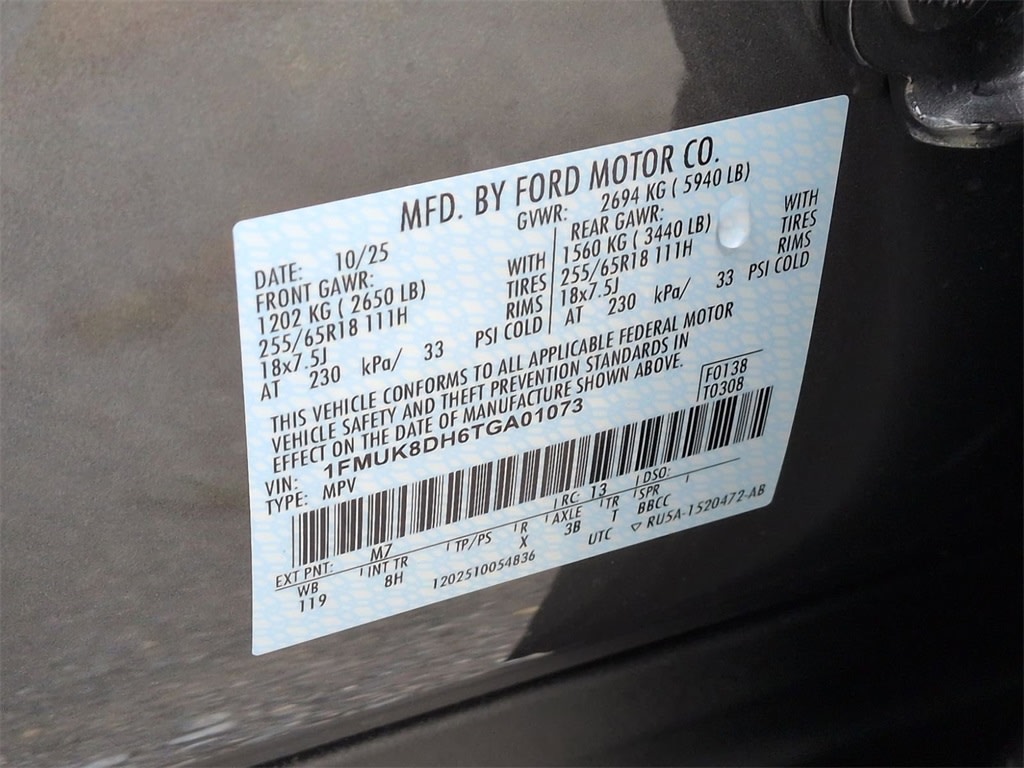 MFD. BY FORD MOTOR CO.
DATE: 10/25 GVWR: 2694 KG ( 5940 LB)
FRONT GAWR: WITH REAR GAWR: WITH
1202 KG ( 2650 LB) TIRES 1560 KG ( 3440 LB) TIRES
255/65R18 111H RIMS 255/65R18 111H RIMS
18x7.5J PSI COLD 18x7.5J PSI COLD
AT 230 kPa/ 33 AT 230 kPa/ 33
THIS VEHICLE CONFORMS TO ALL APPLICABLE FEDERAL MOTOR
VEHICLE SAFETY AND THEFT PREVENTION STANDARDS IN
EFFECT ON THE DATE OF MANUFACTURE SHOWN ABOVE.
VIN: 1FMUK8DH6TGA01073 F0138
TYPE: MPV T0308
EXT PNT: M7 RC: 13 DSO:
WB INT TR TP/PS R AXLE TR SPR
119 8H X 3B T BBCC
1202510054836 UTC ▽ RU5A-1520472-AB